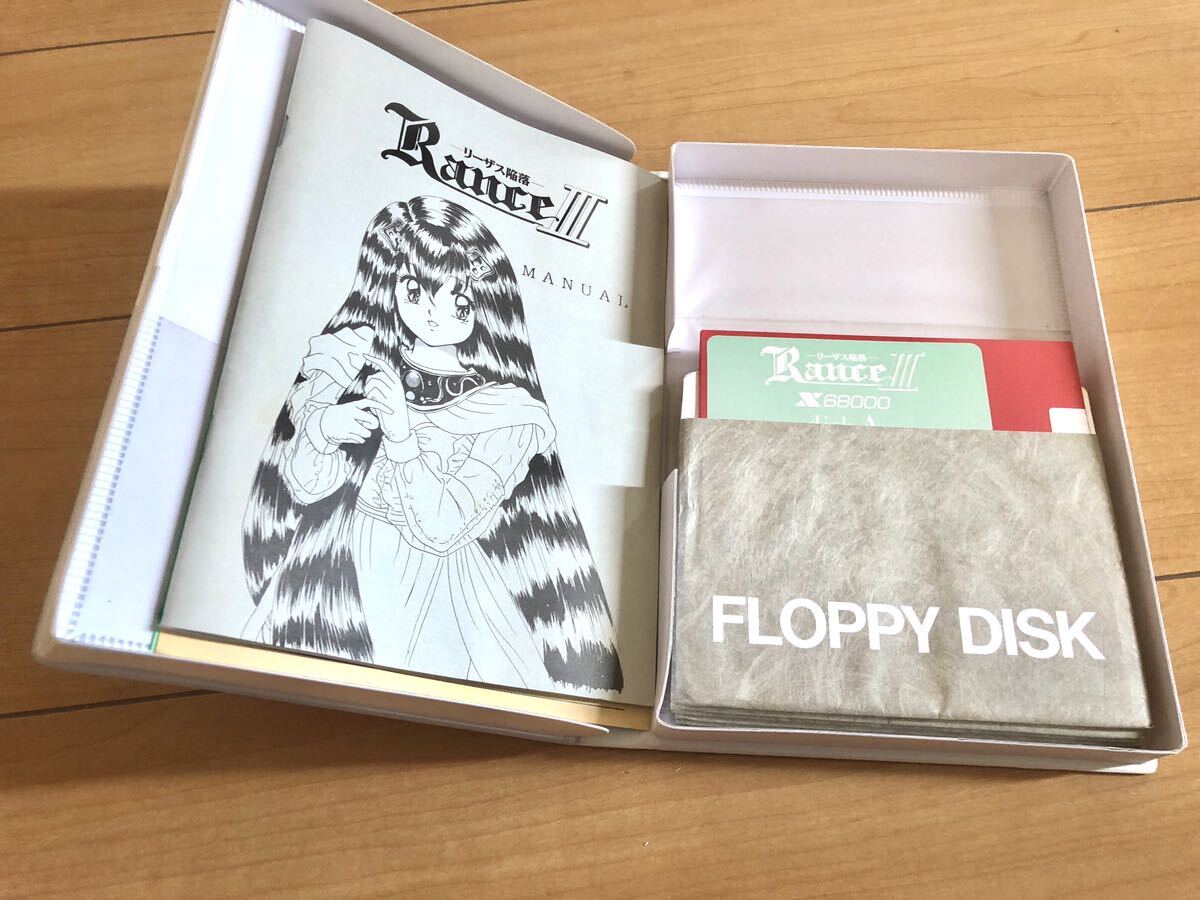 ―リーザス陥落―
Rance III
MANUAL
―リーザス陥落―
Rance III
X68000
disk A
FLOPPY DISK